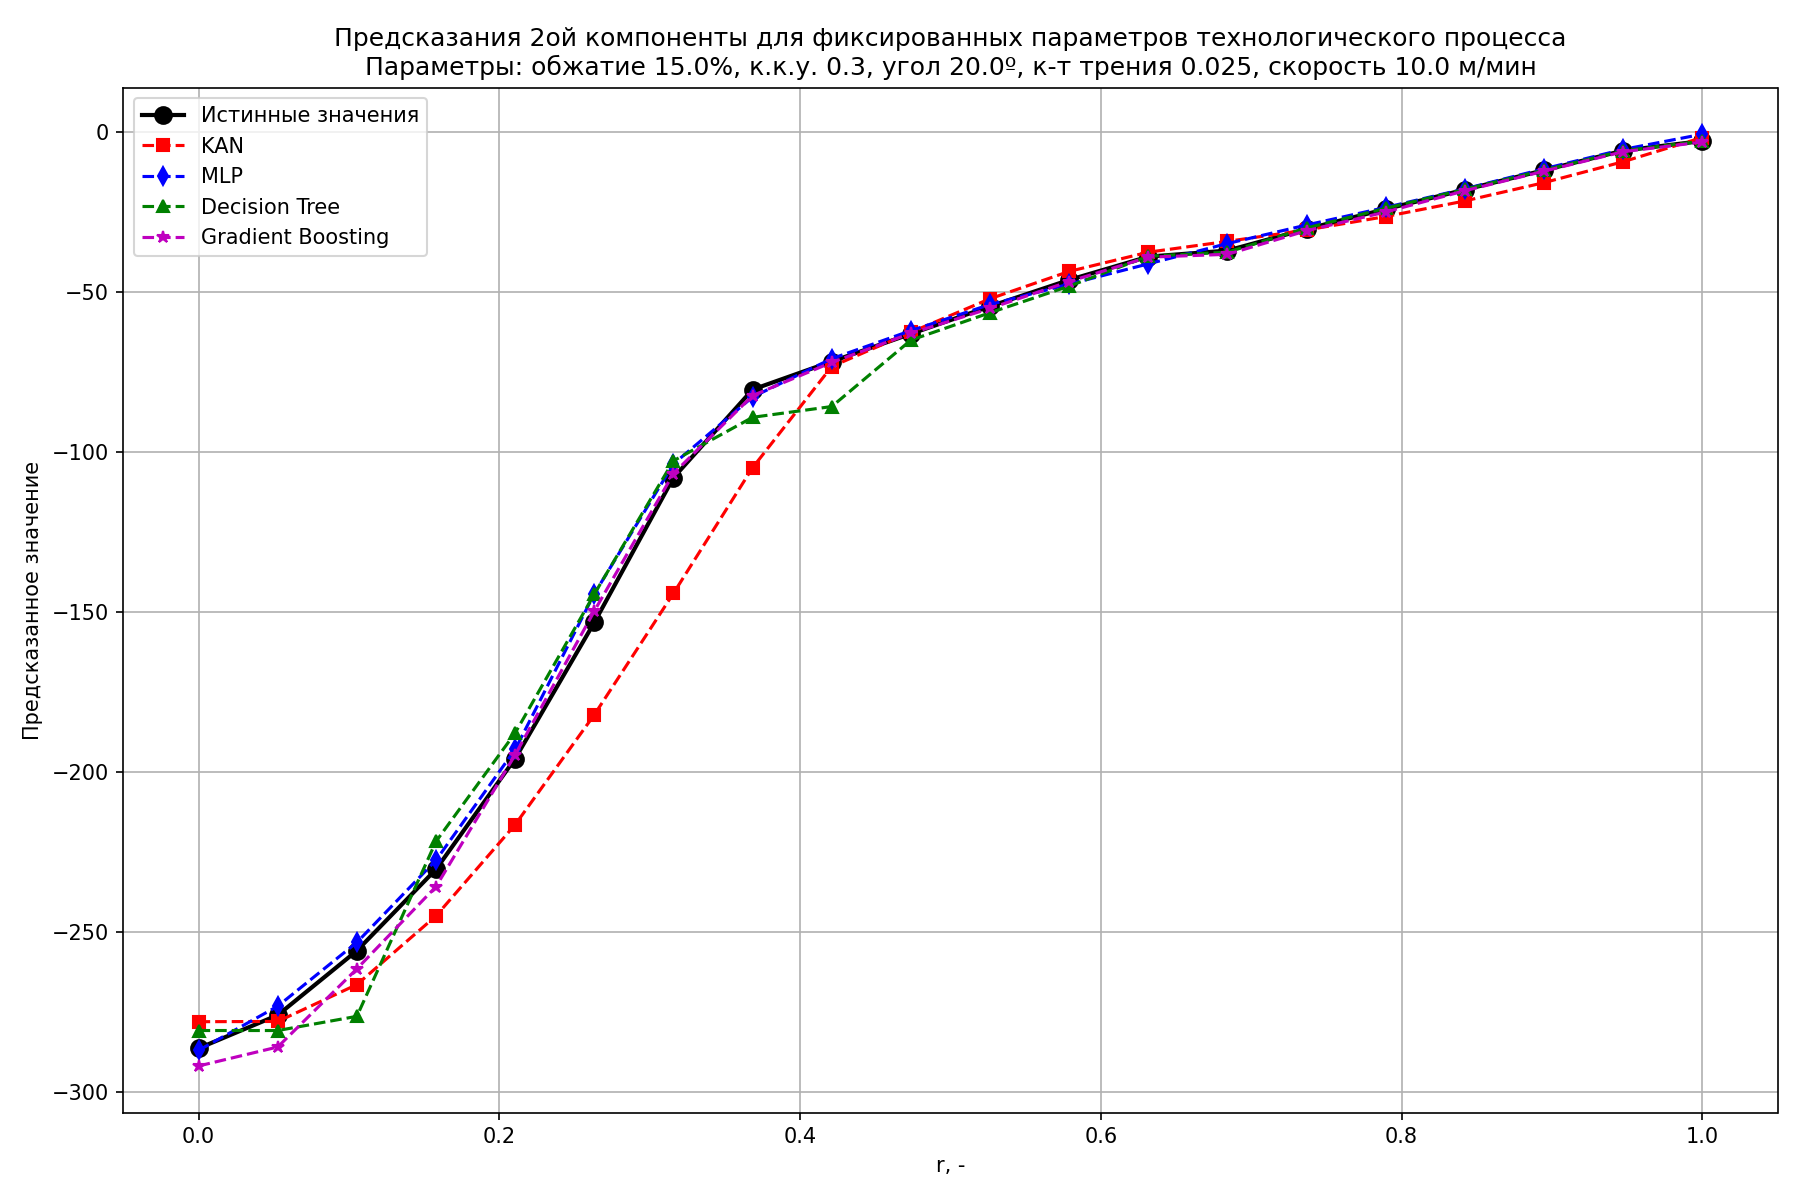 Предсказания 2ой компоненты для фиксированных параметров технологического процесса
Параметры: обжатие 15.0%, к.к.у. 0.3, угол 20.0º, к-т трения 0.025, скорость 10.0 м/мин
Истинные значения
KAN
MLP
Decision Tree
Gradient Boosting
Предсказанное значение
0
−50
−100
−150
−200
−250
−300
0.0
0.2
0.4
0.6
0.8
1.0
r, -